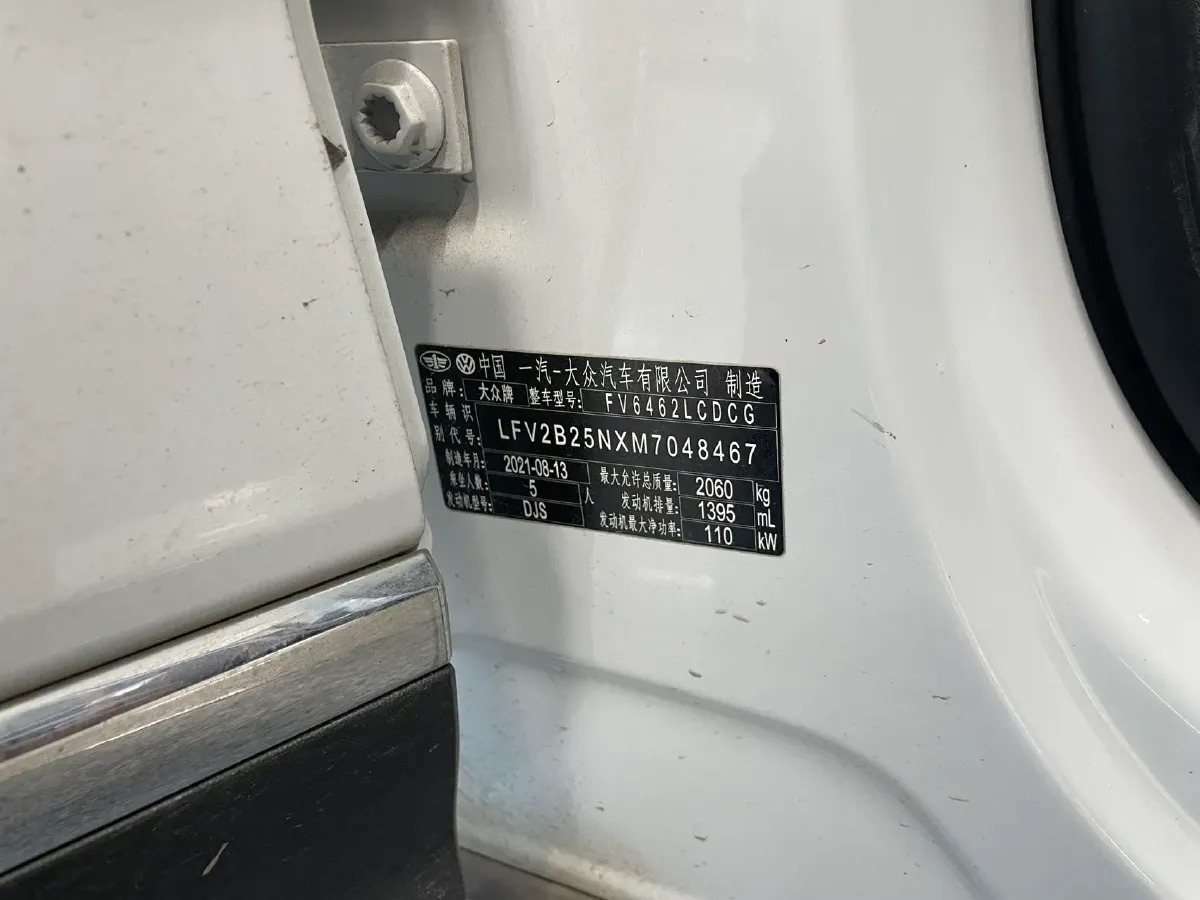 中国 一汽-大众汽车有限公司 制造
品牌: 大众牌 整车型号: FV6462LCDCG
车辆识别代号: LFV2B25NXM7048467
制造年月: 2021-08-13 最大允许总质量: 2060 kg
乘坐人数: 5 人 发动机排量: 1395 mL
发动机型号: DJS 发动机最大净功率: 110 kW